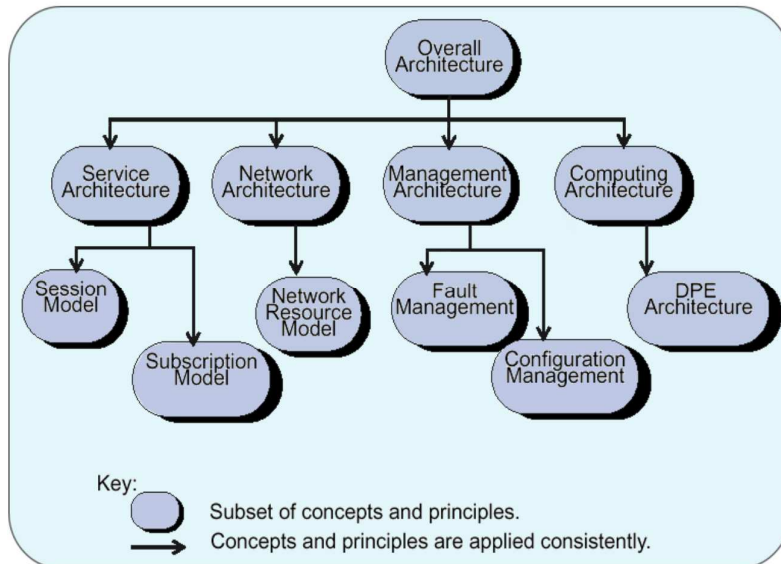 Overall
Architecture
Service
Architecture
Network
Architecture
Management
Architecture
Computing
Architecture
Session
Model
Subscription
Model
Network
Resource
Model
Fault
Management
Configuration
Management
DPE
Architecture
Key:
Subset of concepts and principles.
Concepts and principles are applied consistently.